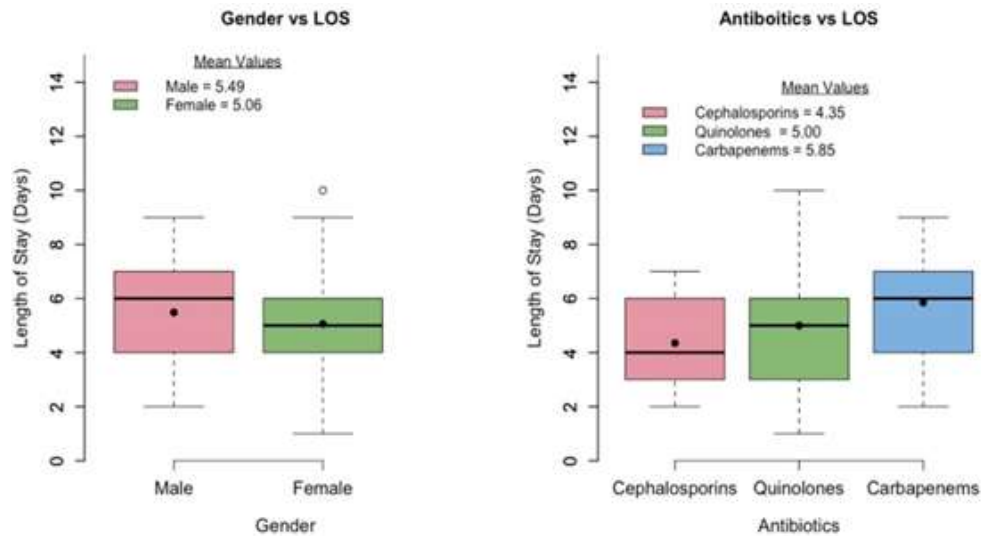 Gender vs LOS
Mean Values
Male = 5.49
Female = 5.06
Length of Stay (Days)
14
12
10
8
6
4
2
0
Male
Female
Gender
Antiboitics vs LOS
Mean Values
Cephalosporins = 4.35
Quinolones = 5.00
Carbapenems = 5.85
Length of Stay (Days)
14
12
10
8
6
4
2
0
Cephalosporins
Quinolones
Carbapenems
Antibiotics